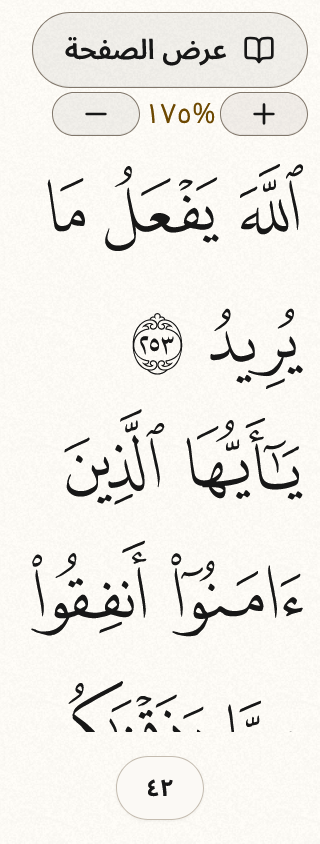 عرض الصفحة
+ ١٧٥% −
ٱللَّهَ يَفۡعَلُ مَا
يُرِيدُ ٢٥٣
يَـٰٓأَيُّهَا ٱلَّذِينَ
ءَامَنُوٓا۟ أَنفِقُوا۟
٤٢